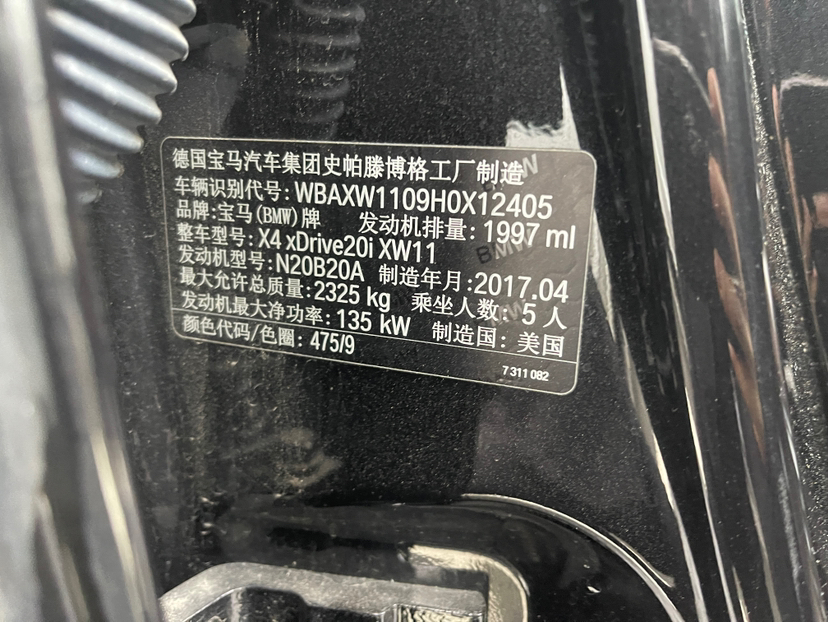 德国宝马汽车集团史帕滕博格工厂制造
车辆识别代号: WBAXW1109H0X12405
品牌: 宝马(BMW)牌 发动机排量: 1997 ml
整车型号: X4 xDrive20i XW11
发动机型号: N20B20A 制造年月: 2017.04
最大允许总质量: 2325 kg 乘坐人数: 5 人
发动机最大净功率: 135 kW 制造国: 美国
颜色代码/色圈: 475/9
7 311 082
BMW
BMW
BMW